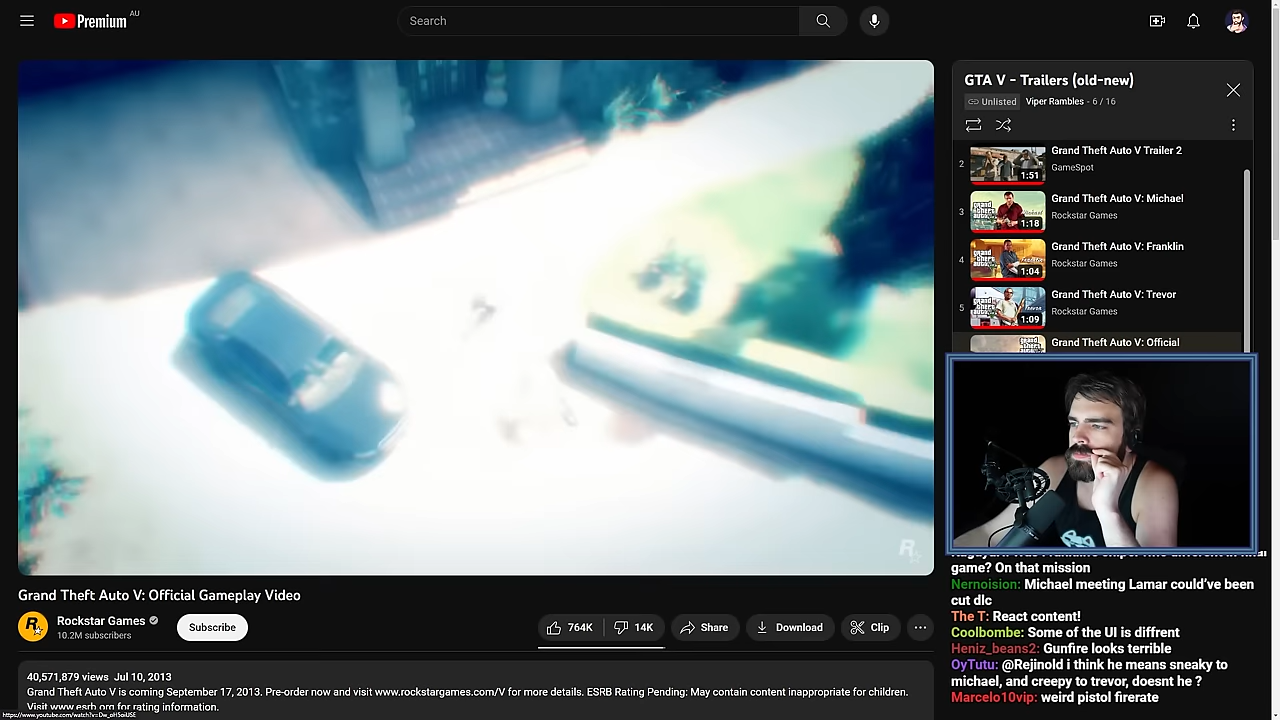 Premium AU
Search
GTA V - Trailers (old-new)
Unlisted Viper Rambles - 6 / 16
2
Grand Theft Auto V Trailer 2
GameSpot
1:51
3
Grand Theft Auto V: Michael
Rockstar Games
1:18
4
Grand Theft Auto V: Franklin
Rockstar Games
1:04
5
Grand Theft Auto V: Trevor
Rockstar Games
1:09
Grand Theft Auto V: Official
Grand Theft Auto V: Official Gameplay Video
Rockstar Games
10.2M subscribers
Subscribe
764K
14K
Share
Download
Clip
40,571,879 views Jul 10, 2013
Grand Theft Auto V is coming September 17, 2013. Pre-order now and visit www.rockstargames.com/V for more details. ESRB Rating Pending: May contain content inappropriate for children.
Visit www.esrb.org for rating information.
game? On that mission
Nernoision: Michael meeting Lamar could've been
cut dlc
The T: React content!
Coolbombe: Some of the UI is diffrent
Heniz_beans2: Gunfire looks terrible
OyTutu: @Rejinold i think he means sneaky to
michael, and creepy to trevor, doesnt he ?
Marcelo10vip: weird pistol firerate